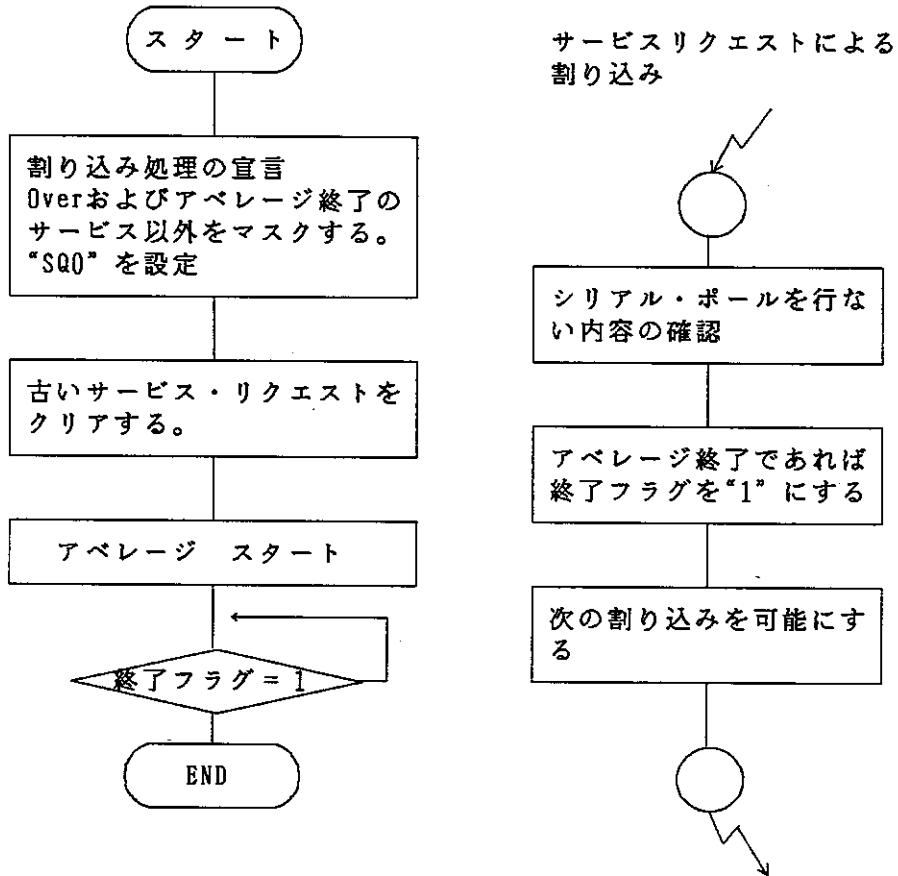 スタート
割り込み処理の宣言
Overおよびアベレージ終了の
サービス以外をマスクする。
“SQ0”を設定
古いサービス・リクエストを
クリアする。
アベレージ　スタート
終了フラグ = 1
END
サービスリクエストによる
割り込み
シリアル・ポールを行な
い内容の確認
アベレージ終了であれば
終了フラグを“1”にする
次の割り込みを可能にす
る